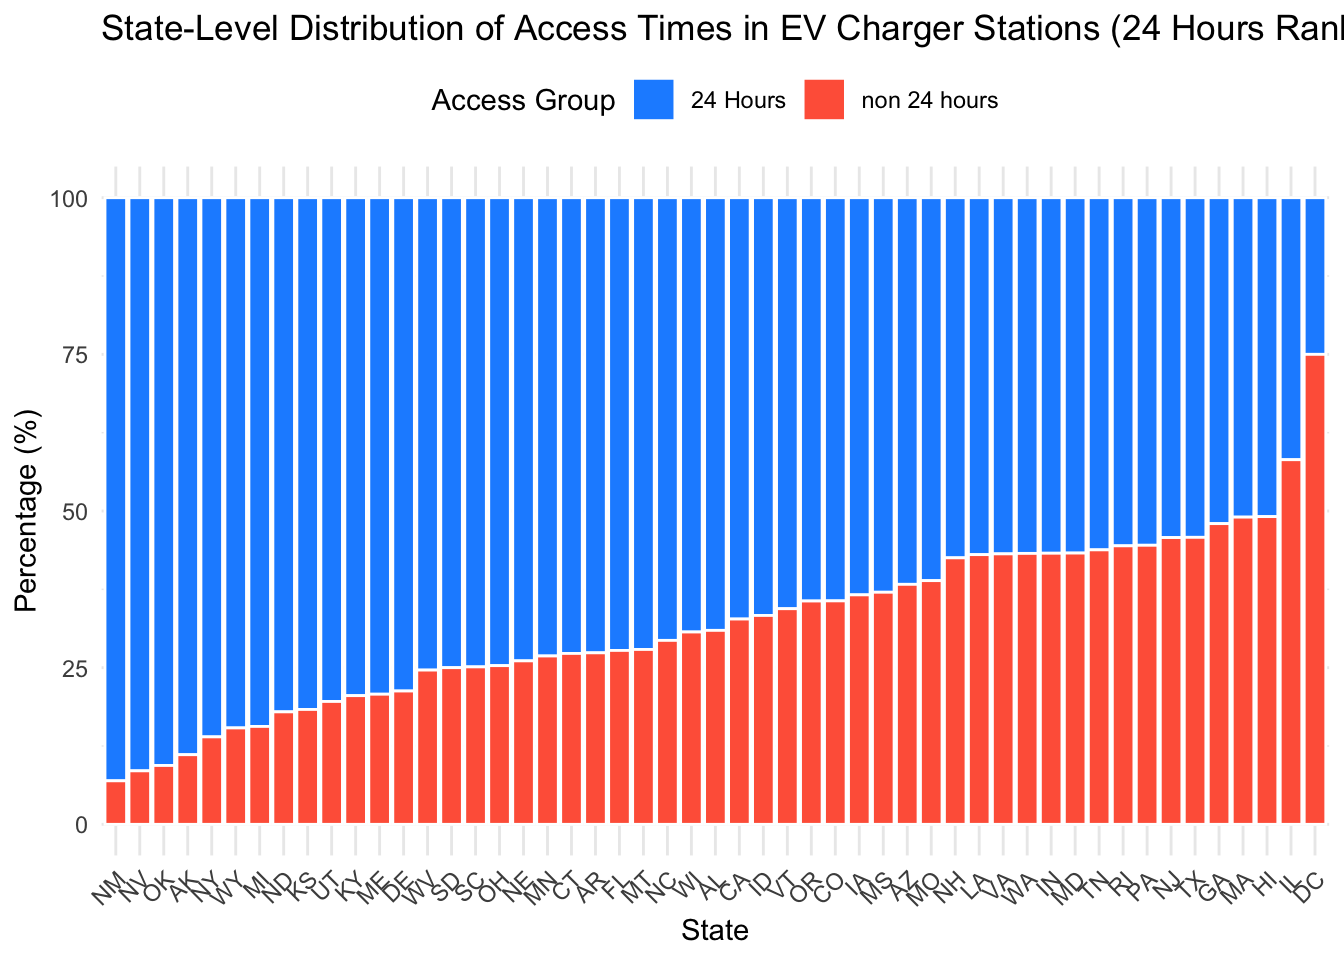 State-Level Distribution of Access Times in EV Charger Stations (24 Hours Rank
Access Group 24 Hours non 24 hours
100
75
50
25
0
Percentage (%)
NM NV OK AK NY WY MI ND KS UT KY ME DE WV SD SC OH NE MN CT AR FL MT NC WI AL CA ID VT OR CO IA MS AZ MO NH LA VA WA IN MD TN RI PA NJ TX GA MA HI IL DC
State